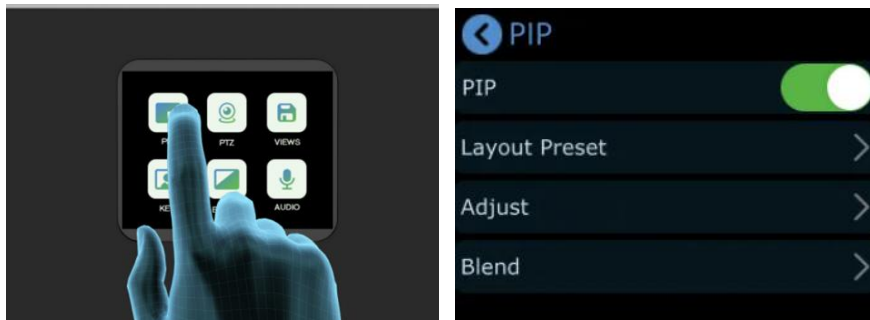 PTZ
VIEWS
AUDIO
PIP
PIP
Layout Preset
Adjust
Blend